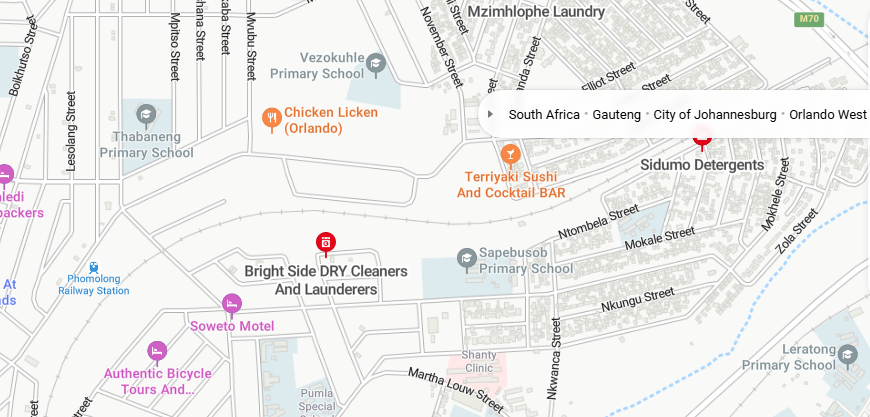 Mzimhlophe Laundry
M70
Boikhutso Street
Mpitso Street
Mvubu Street
November Street
Vezokuhle
Primary School
Elliot Street
South Africa • Gauteng • City of Johannesburg • Orlando West
Lesolang Street
Chicken Licken
(Orlando)
Thabaneng
Primary School
Terriyaki Sushi
And Cocktail BAR
Sidumo Detergents
Mokhele Street
Ntombela Street
Mokale Street
Zola Street
Sapebusob
Primary School
Phomolong
Railway Station
Bright Side DRY Cleaners
And Launderers
At
Nkungu Street
Soweto Motel
Nkwanca Street
Shanty
Clinic
Leratong
Primary School
Authentic Bicycle
Tours And...
Martha Louw Street
Pumla
Special